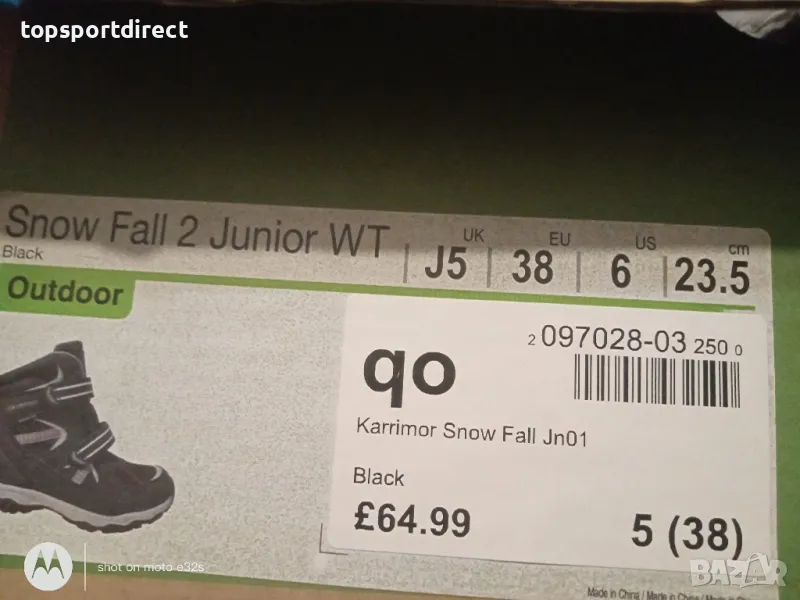 topsportdirect
Snow Fall 2 Junior WT
Black
UK EU US cm
J5 38 6 23.5
Outdoor
2 097028-03 250 0
qo
Karrimor Snow Fall Jn01
Black
£64.99
5 (38)
Made in China / Made in China /
shot on moto e32s
BAZAR